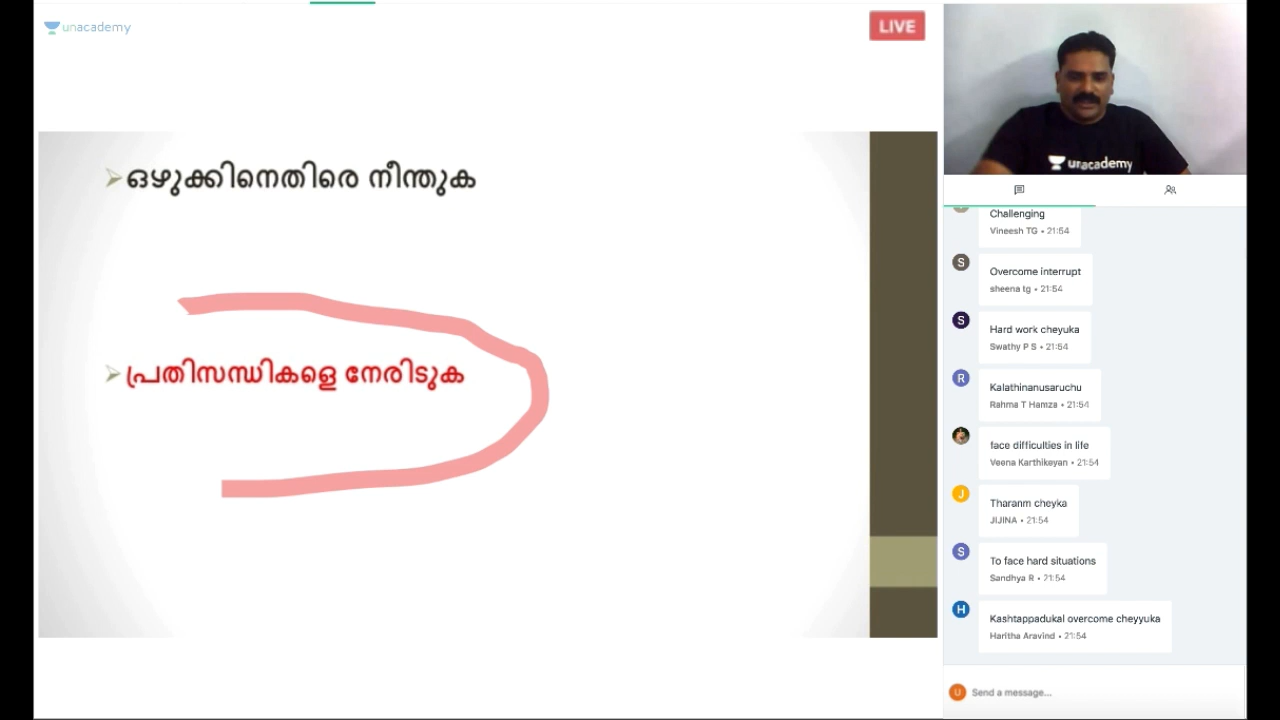 unacademy
LIVE
ഒഴുക്കിനെതിരെ നീന്തുക
പ്രതിസന്ധികളെ നേരിടുക
unacademy
Challenging
Vineesh TG • 21:54
S
Overcome interrupt
sheena tg • 21:54
S
Hard work cheyuka
Swathy P S • 21:54
R
Kalathinanusaruchu
Rahma T Hamza • 21:54
face difficulties in life
Veena Karthikeyan • 21:54
J
Tharanm cheyka
JIJINA • 21:54
S
To face hard situations
Sandhya R • 21:54
H
Kashtappadukal overcome cheyyuka
Haritha Aravind • 21:54
U
Send a message...